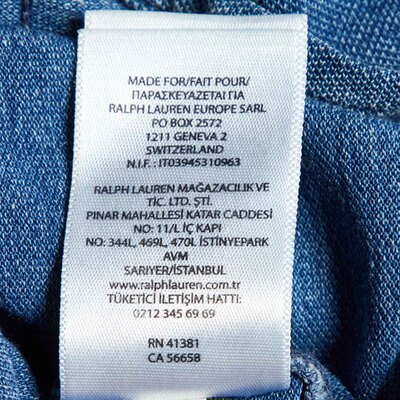 MADE FOR/FAIT POUR/
ΠΑΡΑΣΚΕΥΑΖΕΤΑΙ ΓΙΑ
RALPH LAUREN EUROPE SARL
PO BOX 2572
1211 GENEVA 2
SWITZERLAND
N.I.F. : IT03945310963
RALPH LAUREN MAĞAZACILIK VE
TİC. LTD. ŞTİ.
PINAR MAHALLESİ KATAR CADDESİ
NO: 11/L İÇ KAPI
NO: 344L, 469L, 470L İSTİNYEPARK
AVM
SARIYER/İSTANBUL
www.ralphlauren.com
TÜKETİCİ İLETİŞİM HATTI:
0212 345 69 69
RN 41381
CA 56658